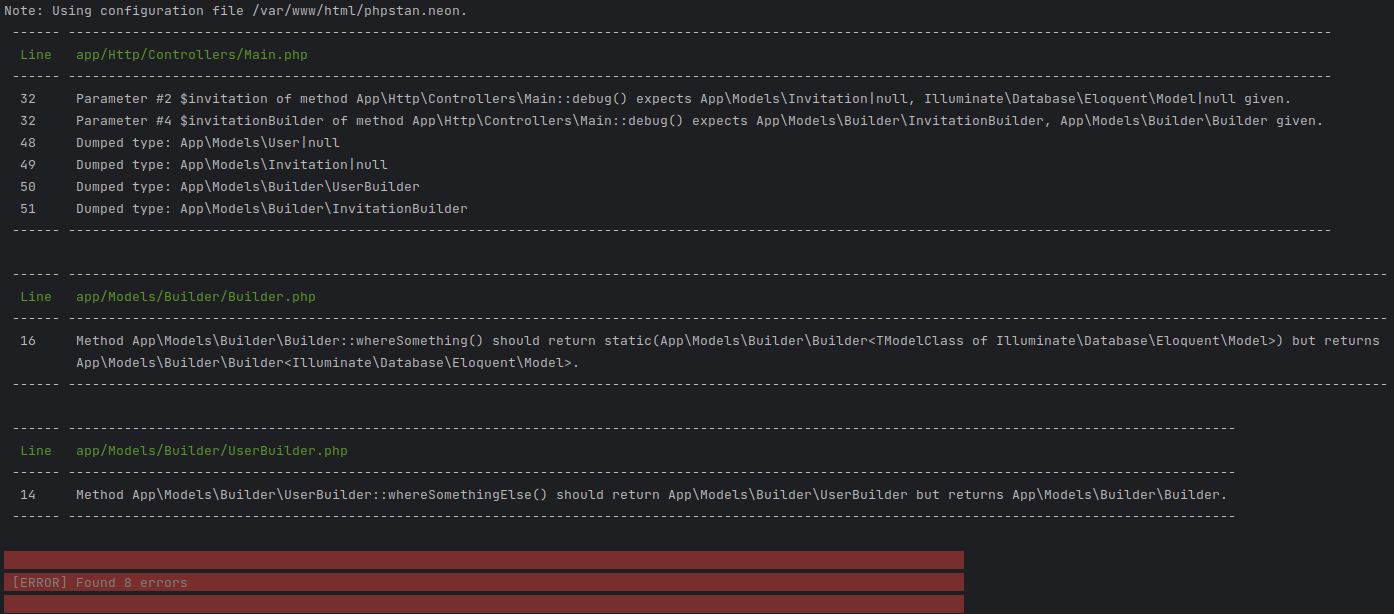 Note: Using configuration file /var/www/html/phpstan.neon.
------ --------------------------------------------------------------------------------------------------------------------------------------------------------------
Line app/Http/Controllers/Main.php
------ --------------------------------------------------------------------------------------------------------------------------------------------------------------
32 Parameter #2 $invitation of method App\Http\Controllers\Main::debug() expects App\Models\Invitation|null, Illuminate\Database\Eloquent\Model|null given.
32 Parameter #4 $invitationBuilder of method App\Http\Controllers\Main::debug() expects App\Models\Builder\InvitationBuilder, App\Models\Builder\Builder given.
48 Dumped type: App\Models\User|null
49 Dumped type: App\Models\Invitation|null
50 Dumped type: App\Models\Builder\UserBuilder
51 Dumped type: App\Models\Builder\InvitationBuilder
------ --------------------------------------------------------------------------------------------------------------------------------------------------------------
------ ---------------------------------------------------------------------------------------------------------------------------------------------------------------------
Line app/Models/Builder/Builder.php
------ ---------------------------------------------------------------------------------------------------------------------------------------------------------------------
16 Method App\Models\Builder\Builder::whereSomething() should return static(App\Models\Builder\Builder<TModelClass of Illuminate\Database\Eloquent\Model>) but returns
App\Models\Builder\Builder<Illuminate\Database\Eloquent\Model>.
------ ---------------------------------------------------------------------------------------------------------------------------------------------------------------------
------ --------------------------------------------------------------------------------------------------------------------------------------------------
Line app/Models/Builder/UserBuilder.php
------ --------------------------------------------------------------------------------------------------------------------------------------------------
14 Method App\Models\Builder\UserBuilder::whereSomethingElse() should return App\Models\Builder\UserBuilder but returns App\Models\Builder\Builder.
------ --------------------------------------------------------------------------------------------------------------------------------------------------
[ERROR] Found 8 errors